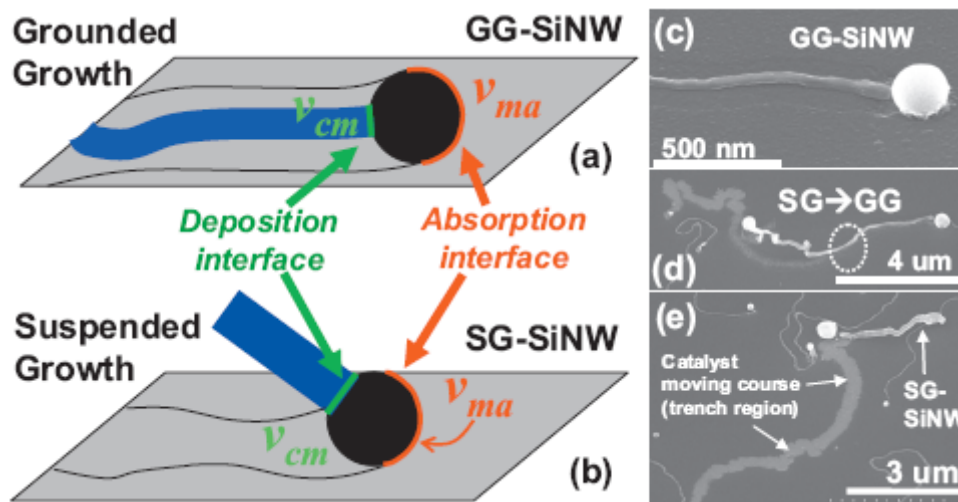 Grounded
Growth
GG-SiNW
v_cm
v_ma
(a)
Deposition
interface
Absorption
interface
Suspended
Growth
SG-SiNW
v_cm
v_ma
(b)
(c)
GG-SiNW
500 nm
SG→GG
(d)
4 um
(e)
Catalyst
moving course
(trench region)
SG-
SiNW
3 um